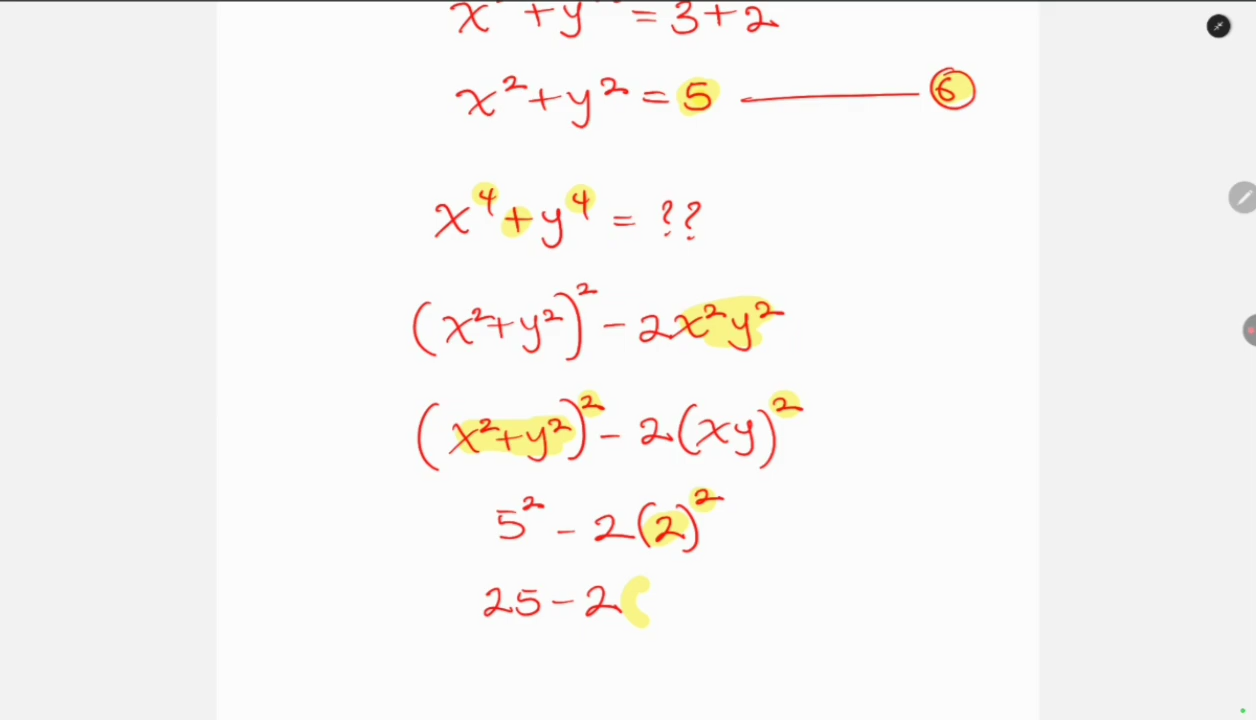 x² + y² = 3 + 2
x² + y² = 5 ——— 6
x⁴ + y⁴ = ??
(x² + y²)² − 2x²y²
(x² + y²)² − 2(xy)²
5² − 2(2)²
25 − 2(